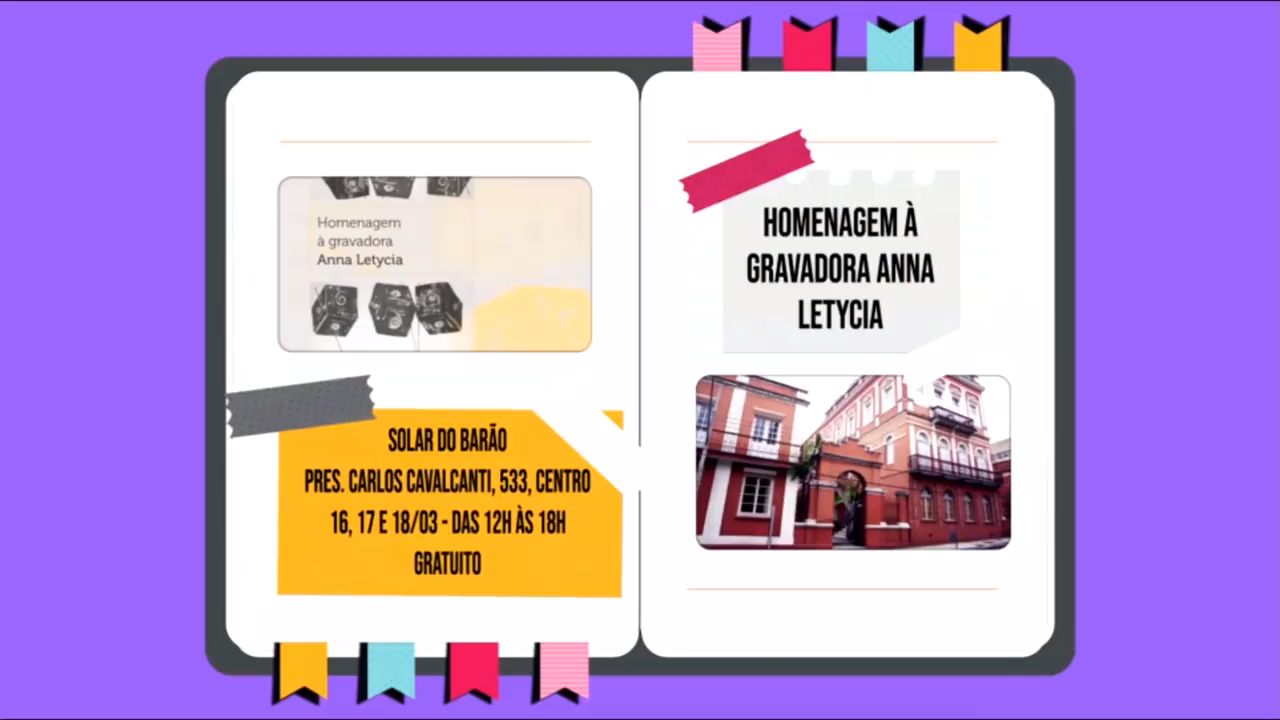 Homenagem
à gravadora
Anna Letycia
SOLAR DO BARÃO
PRES. CARLOS CAVALCANTI, 533, CENTRO
16, 17 E 18/03 - DAS 12H ÀS 18H
GRATUITO
HOMENAGEM À
GRAVADORA ANNA
LETYCIA